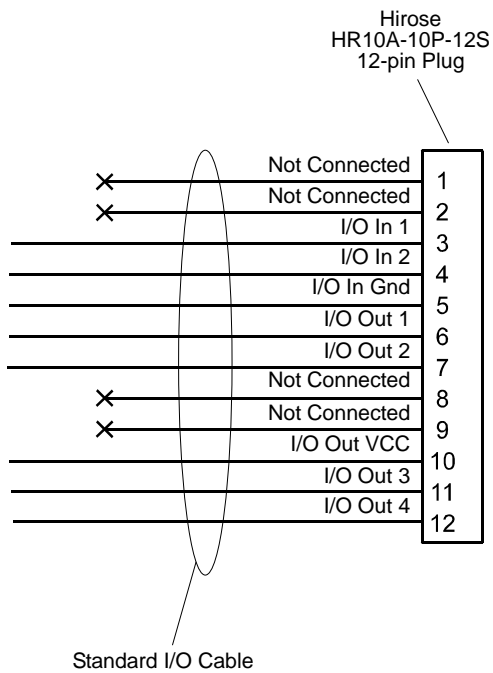 Hirose
HR10A-10P-12S
12-pin Plug
Not Connected 1
Not Connected 2
I/O In 1 3
I/O In 2 4
I/O In Gnd 5
I/O Out 1 6
I/O Out 2 7
Not Connected 8
Not Connected 9
I/O Out VCC 10
I/O Out 3 11
I/O Out 4 12
Standard I/O Cable